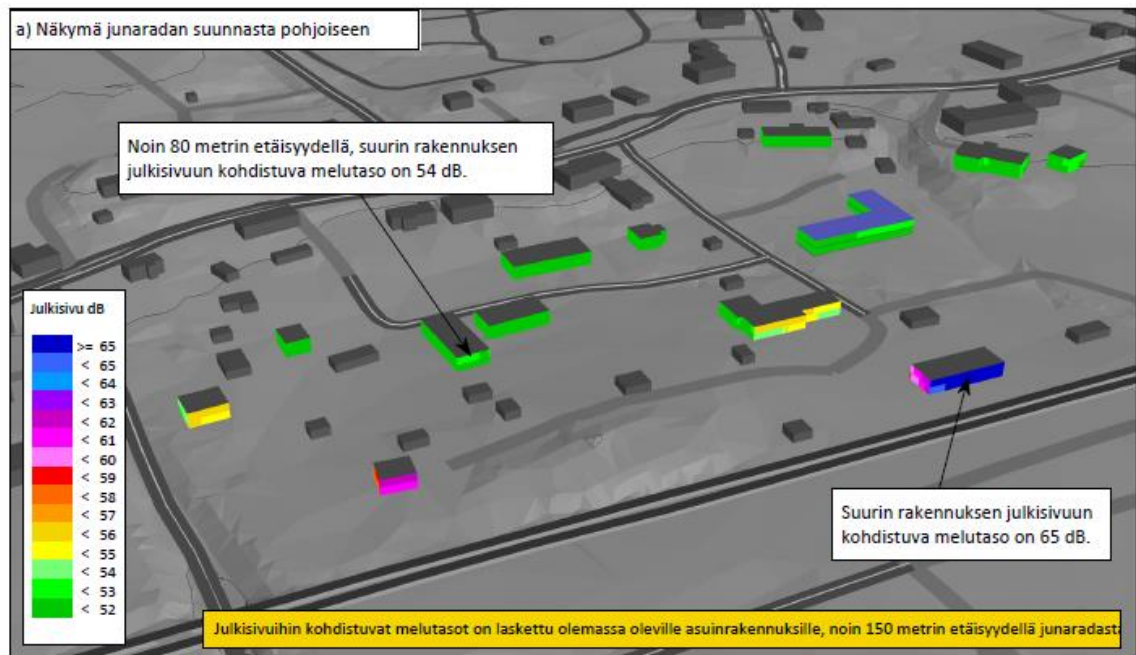 a) Näkymä junaradan suunnasta pohjoiseen
Noin 80 metrin etäisyydellä, suurin rakennuksen
julkisivuun kohdistuva melutaso on 54 dB.
Julkisivu dB
>= 65
< 65
< 64
< 63
< 62
< 61
< 60
< 59
< 58
< 57
< 56
< 55
< 54
< 53
< 52
Suurin rakennuksen julkisivuun
kohdistuva melutaso on 65 dB.
Julkisivuihin kohdistuvat melutasot on laskettu olemassa oleville asuinrakennuksille, noin 150 metrin etäisyydellä junaradasta